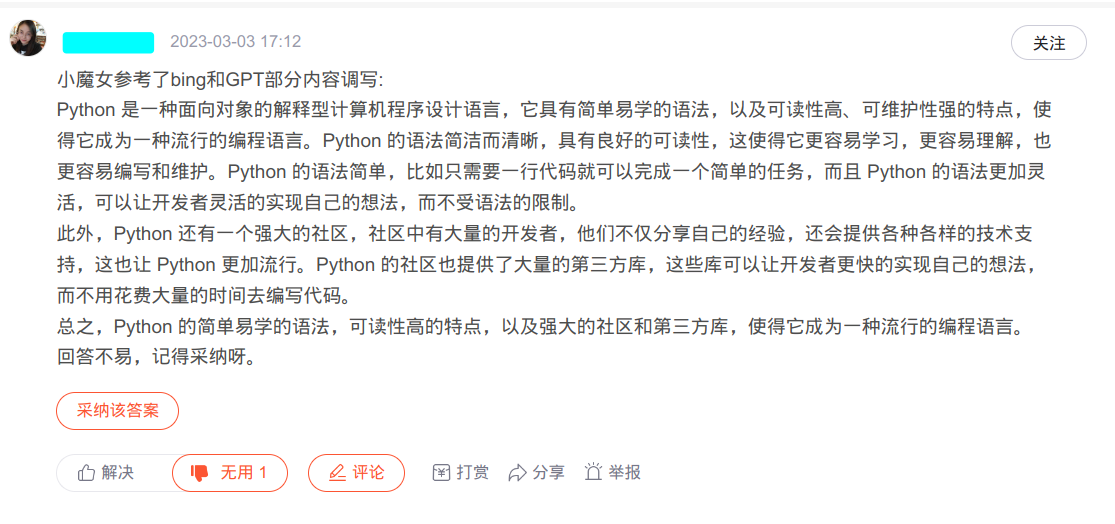 2023-03-03 17:12
关注
小魔女参考了bing和GPT部分内容调写:
Python 是一种面向对象的解释型计算机程序设计语言，它具有简单易学的语法，以及可读性高、可维护性强的特点，使
得它成为一种流行的编程语言。Python 的语法简洁而清晰，具有良好的可读性，这使得它更容易学习，更容易理解，也
更容易编写和维护。Python 的语法简单，比如只需要一行代码就可以完成一个简单的任务，而且 Python 的语法更加灵
活，可以让开发者灵活的实现自己的想法，而不受语法的限制。
此外，Python 还有一个强大的社区，社区中有大量的开发者，他们不仅分享自己的经验，还会提供各种各样的技术支
持，这也让 Python 更加流行。Python 的社区也提供了大量的第三方库，这些库可以让开发者更快的实现自己的想法，
而不用花费大量的时间去编写代码。
总之，Python 的简单易学的语法，可读性高的特点，以及强大的社区和第三方库，使得它成为一种流行的编程语言。
回答不易，记得采纳呀。
采纳该答案
解决 无用 1 评论 打赏 分享 举报